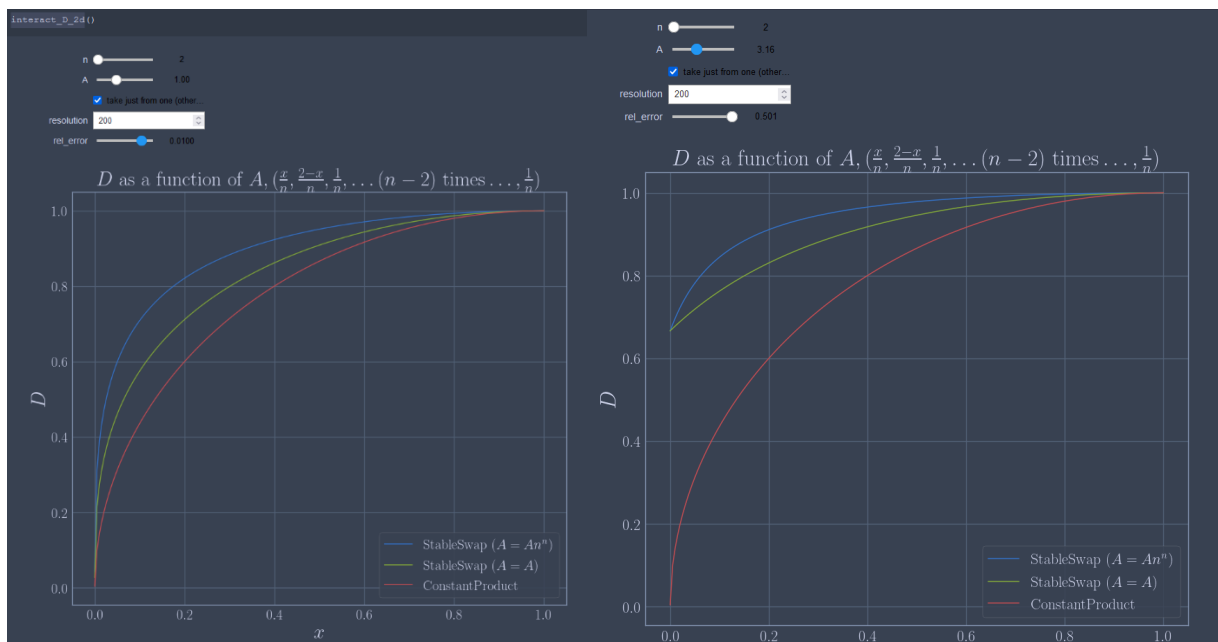 interact_D_2d()
n 2
A 1.00
take just from one (other...
resolution 200
rel_error 0.0100
D as a function of A, (x/n, (2−x)/n, 1/n, ... (n − 2) times ..., 1/n)
1.0
0.8
0.6
D
0.4
0.2
0.0
StableSwap (A = Anⁿ)
StableSwap (A = A)
ConstantProduct
0.0 0.2 0.4 0.6 0.8 1.0
x
n 2
A 3.16
take just from one (other...
resolution 200
rel_error 0.501
D as a function of A, (x/n, (2−x)/n, 1/n, ... (n − 2) times ..., 1/n)
1.0
0.8
0.6
D
0.4
0.2
0.0
StableSwap (A = Anⁿ)
StableSwap (A = A)
ConstantProduct
0.0 0.2 0.4 0.6 0.8 1.0